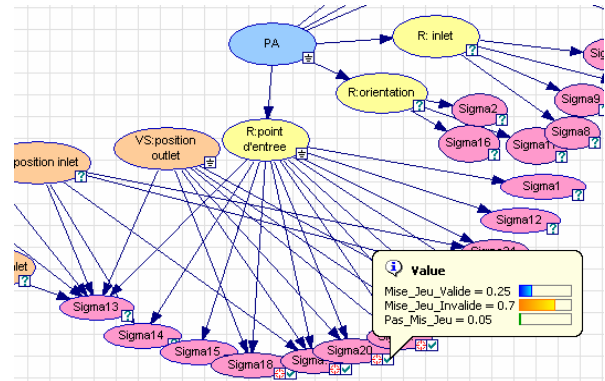 PA
R: inlet
R:orientation
Sigma9
Sigma2
Sigma8
Sigma16
VS:position
outlet
R:point
d'entree
position inlet
Sigma1
Sigma12
Value
Mise_Jeu_Valide = 0.25
Mise_Jeu_Invalide = 0.7
Pas_Mis_Jeu = 0.05
Sigma13
Sigma14
Sigma15
Sigma18
Sigma20